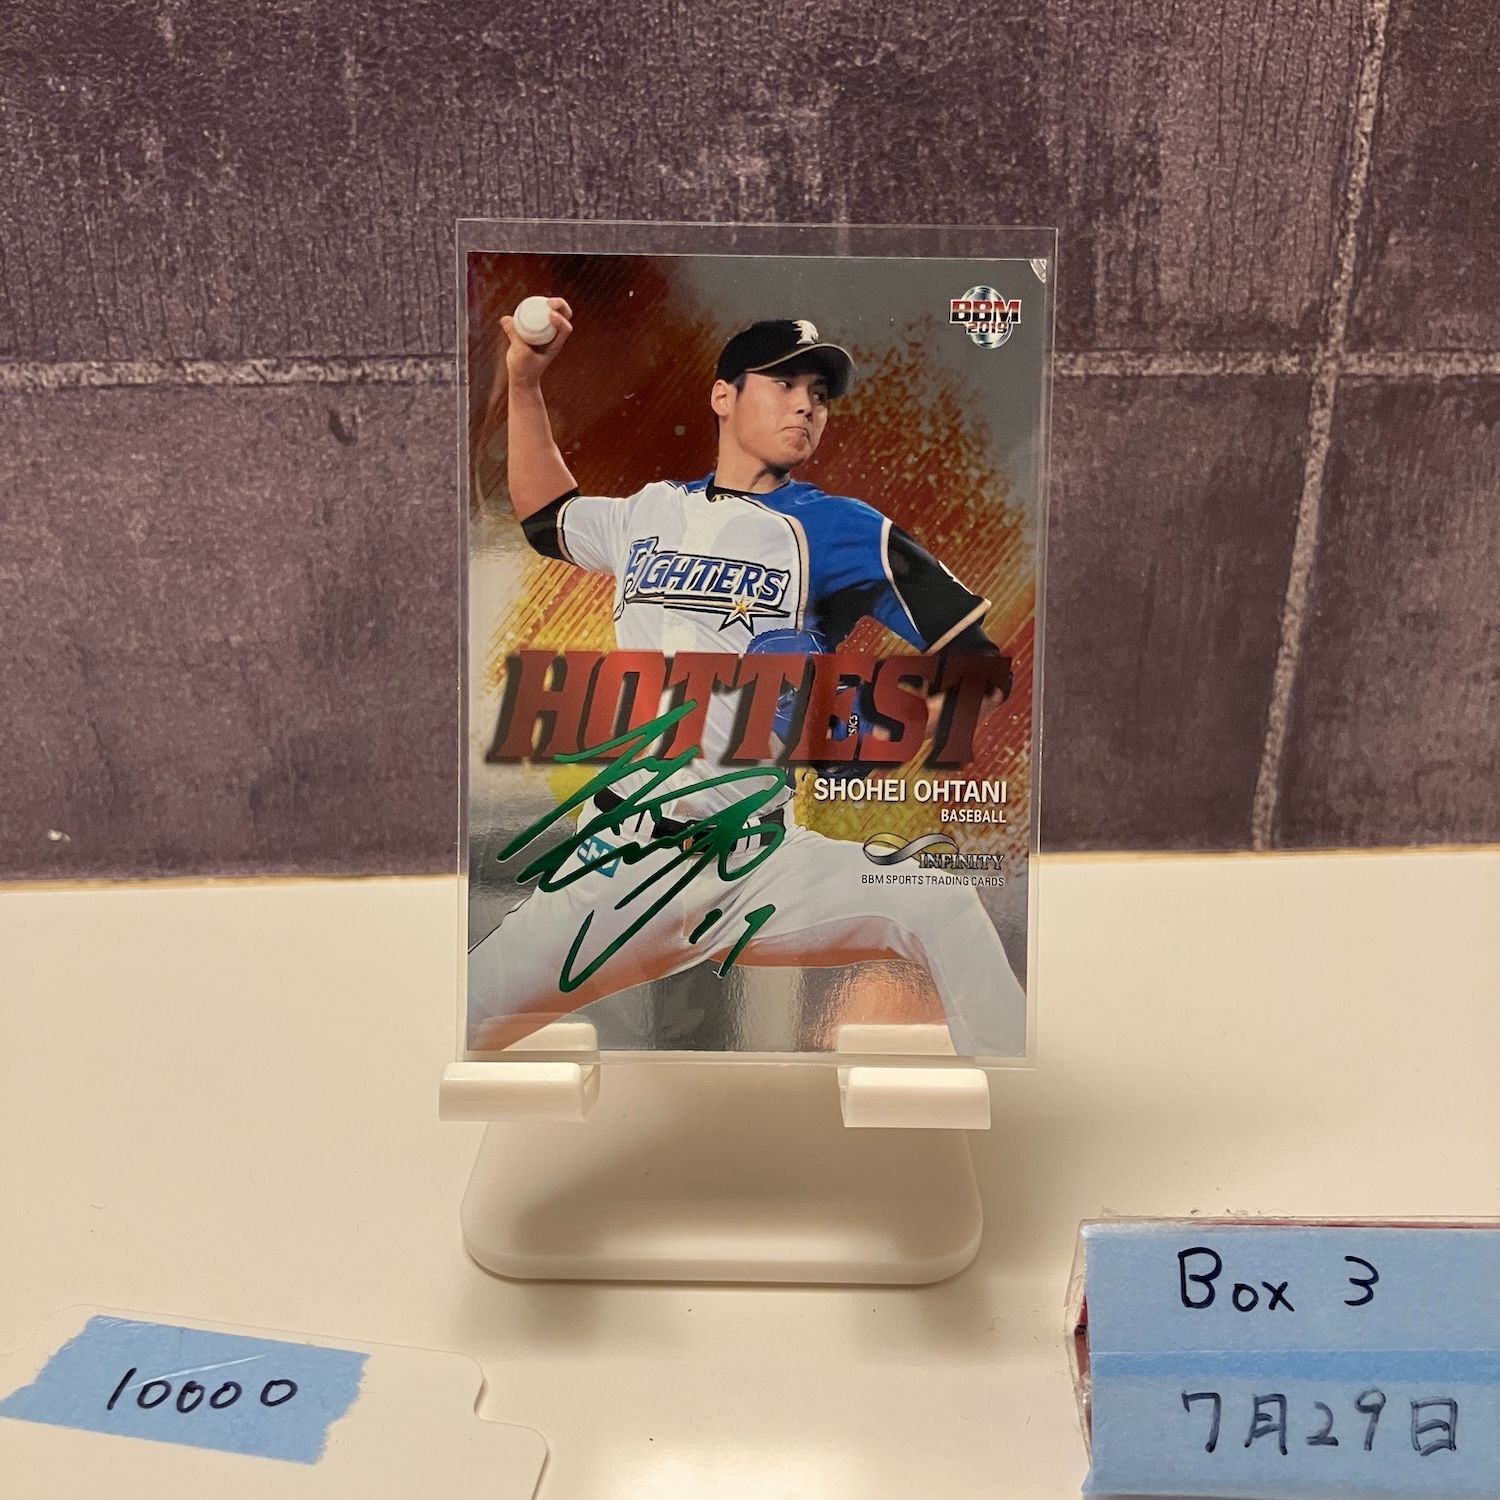 BBM
2019
FIGHTERS
HOTTEST
SHOHEI OHTANI
BASEBALL
INFINITY
BBM SPORTS TRADING CARDS
17
10000
Box 3
7月29日